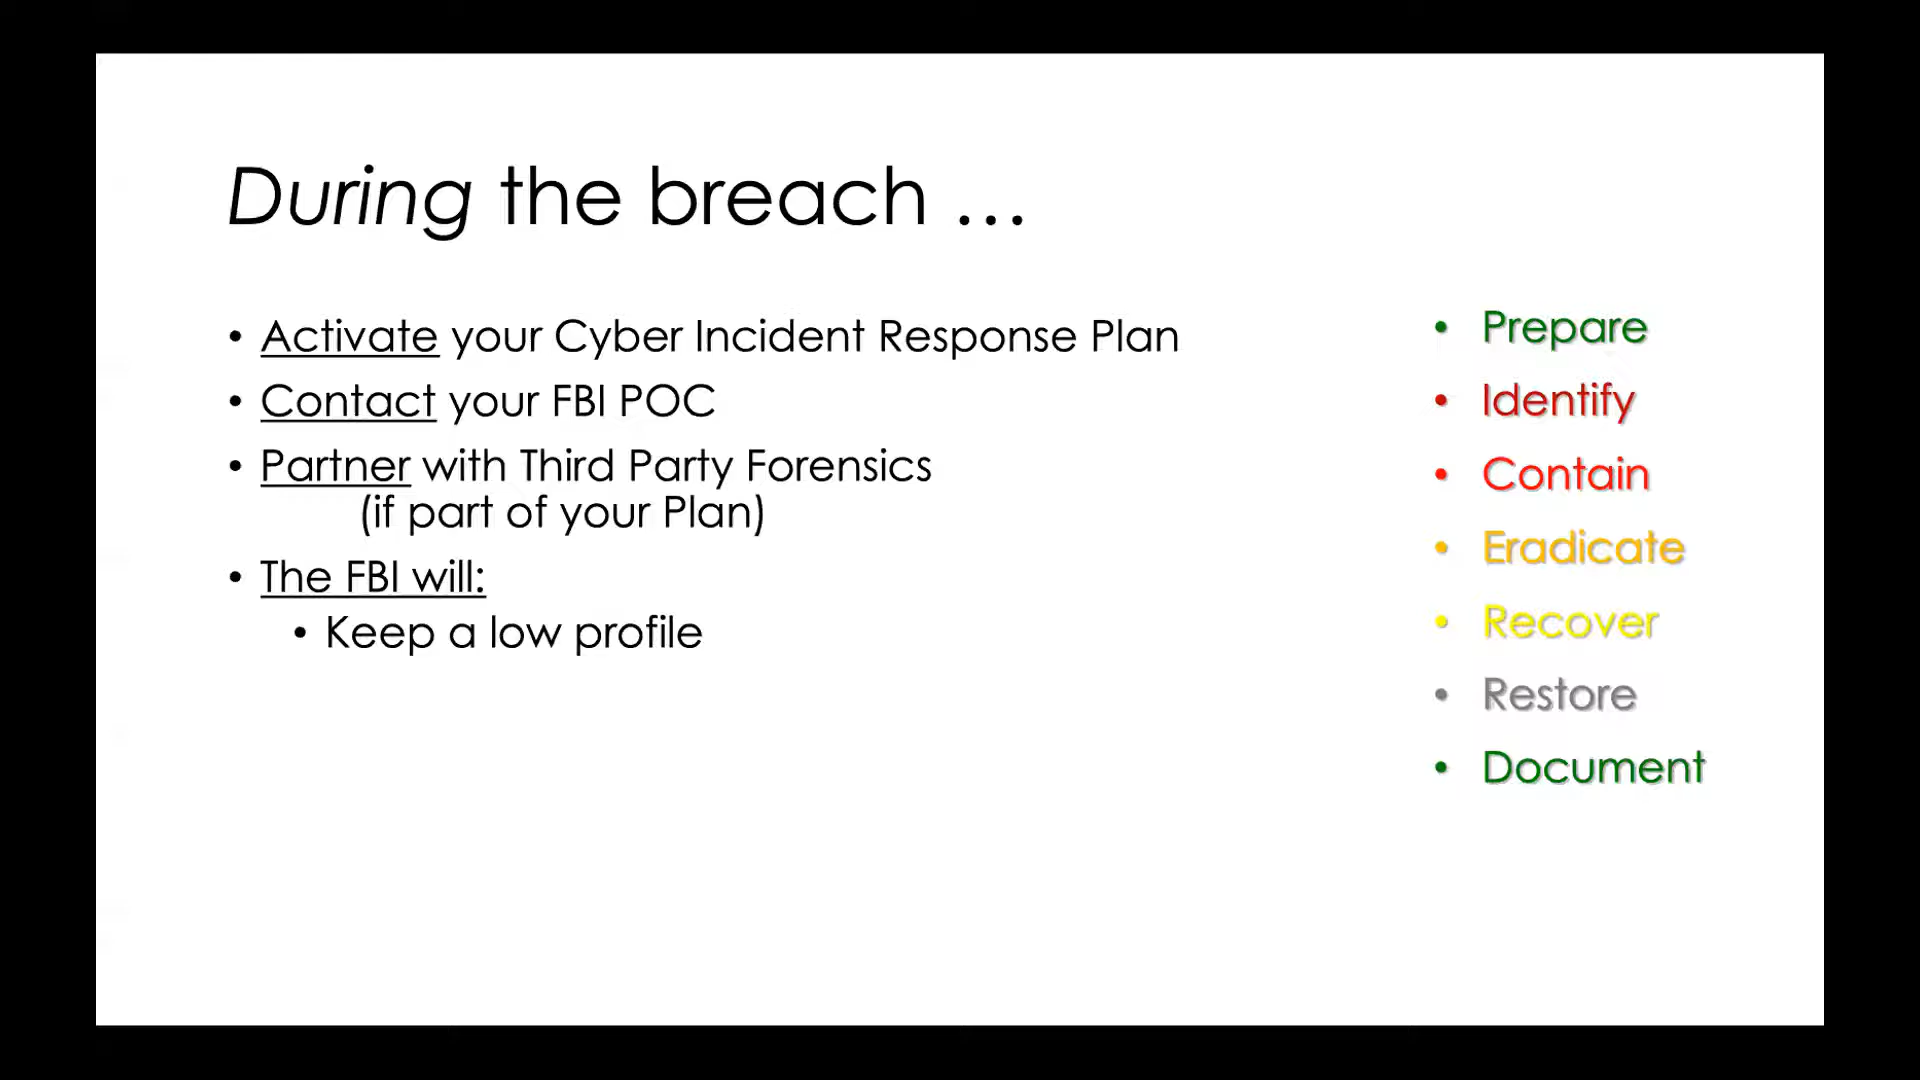 During the breach …
• Activate your Cyber Incident Response Plan
• Contact your FBI POC
• Partner with Third Party Forensics
(if part of your Plan)
• The FBI will:
• Keep a low profile
• Prepare
• Identify
• Contain
• Eradicate
• Recover
• Restore
• Document